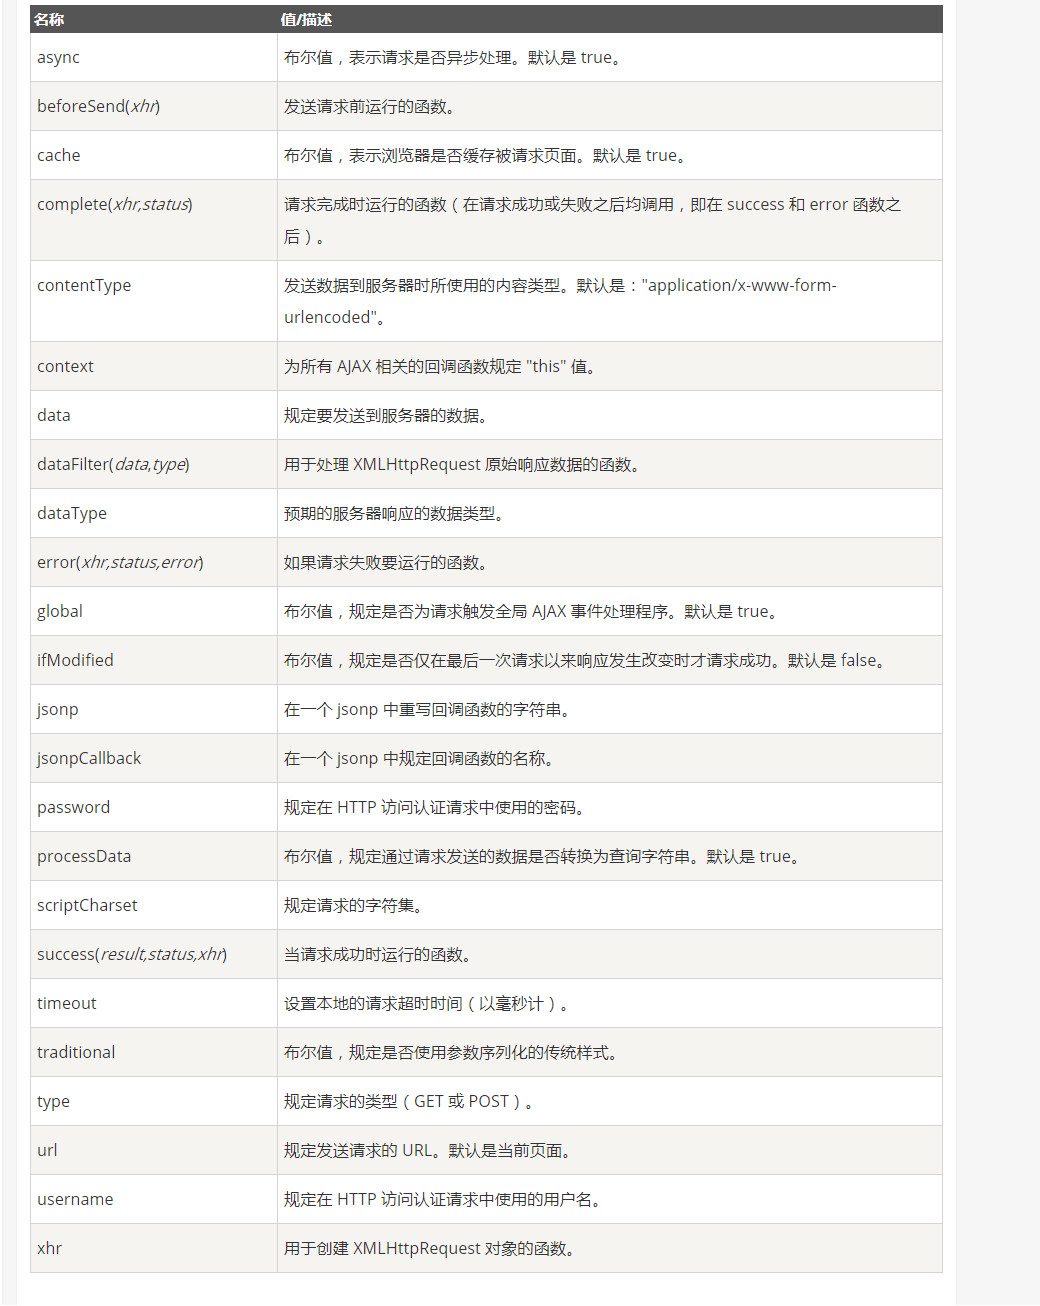 名称 值/描述
async 布尔值，表示请求是否异步处理。默认是 true。
beforeSend(xhr) 发送请求前运行的函数。
cache 布尔值，表示浏览器是否缓存被请求页面。默认是 true。
complete(xhr,status) 请求完成时运行的函数（在请求成功或失败之后均调用，即在 success 和 error 函数之
后）。
contentType 发送数据到服务器时所使用的内容类型。默认是："application/x-www-form-
urlencoded"。
context 为所有 AJAX 相关的回调函数规定 "this" 值。
data 规定要发送到服务器的数据。
dataFilter(data,type) 用于处理 XMLHttpRequest 原始响应数据的函数。
dataType 预期的服务器响应的数据类型。
error(xhr,status,error) 如果请求失败要运行的函数。
global 布尔值，规定是否为请求触发全局 AJAX 事件处理程序。默认是 true。
ifModified 布尔值，规定是否仅在最后一次请求以来响应发生改变时才请求成功。默认是 false。
jsonp 在一个 jsonp 中重写回调函数的字符串。
jsonpCallback 在一个 jsonp 中规定回调函数的名称。
password 规定在 HTTP 访问认证请求中使用的密码。
processData 布尔值，规定通过请求发送的数据是否转换为查询字符串。默认是 true。
scriptCharset 规定请求的字符集。
success(result,status,xhr) 当请求成功时运行的函数。
timeout 设置本地的请求超时时间（以毫秒计）。
traditional 布尔值，规定是否使用参数序列化的传统样式。
type 规定请求的类型（GET 或 POST）。
url 规定发送请求的 URL。默认是当前页面。
username 规定在 HTTP 访问认证请求中使用的用户名。
xhr 用于创建 XMLHttpRequest 对象的函数。